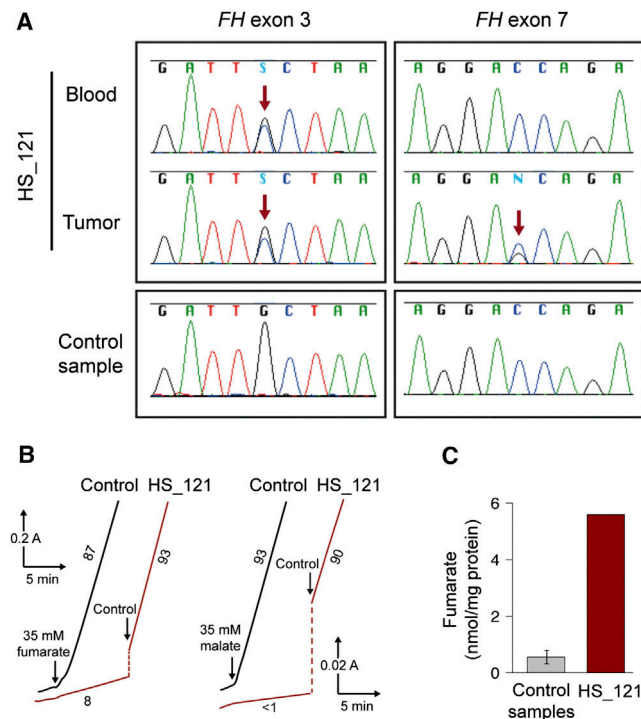 A
FH exon 3
FH exon 7
HS_121
Blood
G A T T S C T A A
A G G A C C A G A
Tumor
G A T T S C T A A
A G G A N C A G A
Control
sample
G A T T G C T A A
A G G A C C A G A
B
Control HS_121
0.2 A
5 min
87
93
Control
35 mM
fumarate
8
Control HS_121
93
90
Control
35 mM
malate
<1
0.02 A
5 min
C
Fumarate
(nmol/mg protein)
6
4
2
0
Control
samples
HS_121